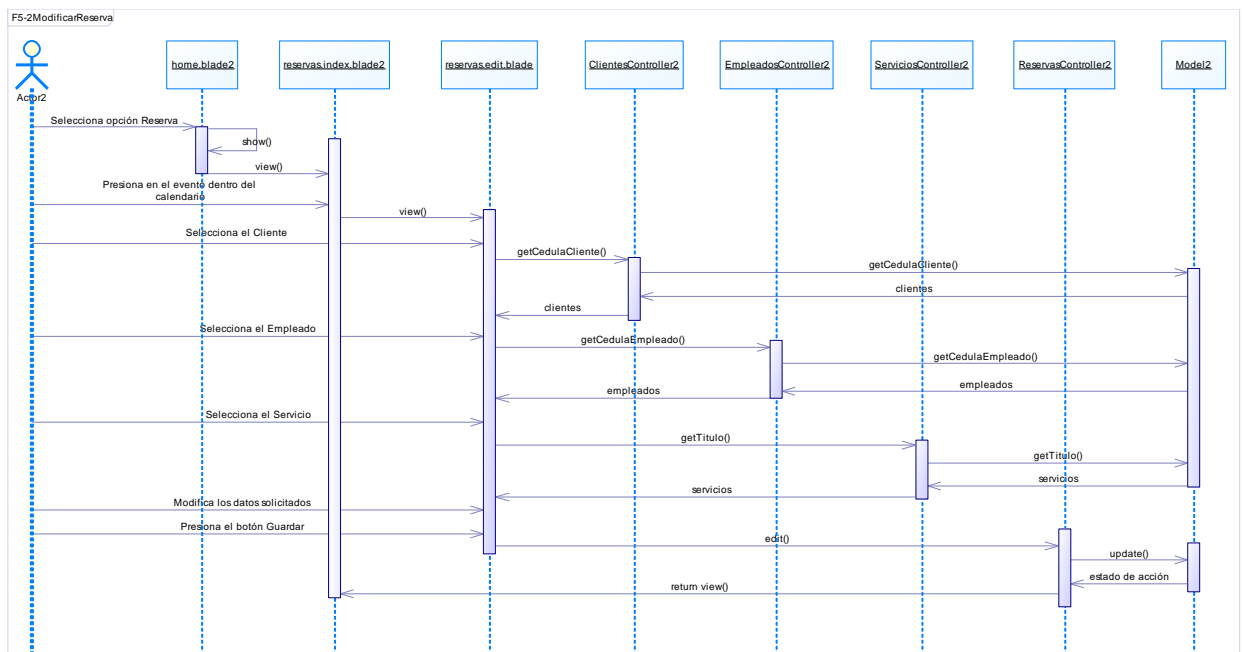 F5-2ModificarReserva
home.blade2
reservas.index.blade2
reservas.edit.blade
ClientesController2
EmpleadosController2
ServiciosController2
ReservasController2
Model2
Actor2
Selecciona opción Reserva
show()
view()
Presiona en el evento dentro del
calendario
view()
Selecciona el Cliente
getCedulaCliente()
getCedulaCliente()
clientes
clientes
Selecciona el Empleado
getCedulaEmpleado()
getCedulaEmpleado()
empleados
empleados
Selecciona el Servicio
getTitulo()
getTitulo()
servicios
servicios
Modifica los datos solicitados
Presiona el botón Guardar
edit()
update()
estado de acción
return view()